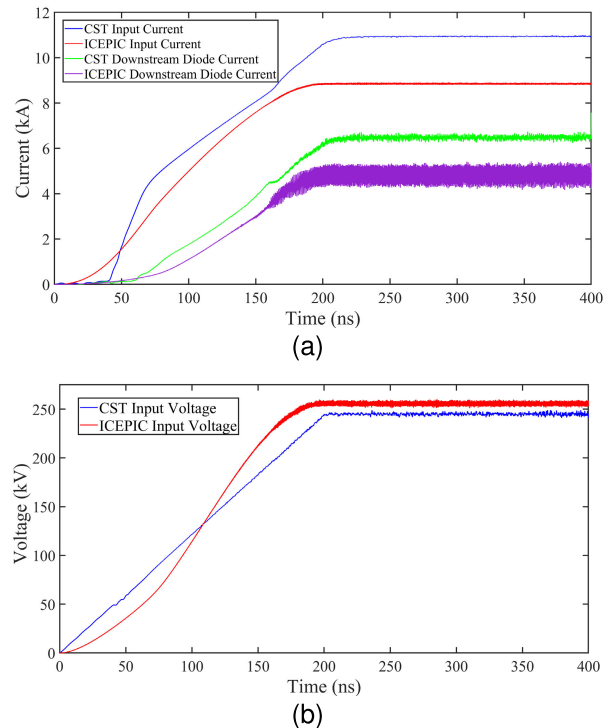 12
10
8
6
4
2
0
Current (kA)
CST Input Current
ICEPIC Input Current
CST Downstream Diode Current
ICEPIC Downstream Diode Current
0 50 100 150 200 250 300 350 400
Time (ns)
(a)
250
200
150
100
50
0
Voltage (kV)
CST Input Voltage
ICEPIC Input Voltage
0 50 100 150 200 250 300 350 400
Time (ns)
(b)